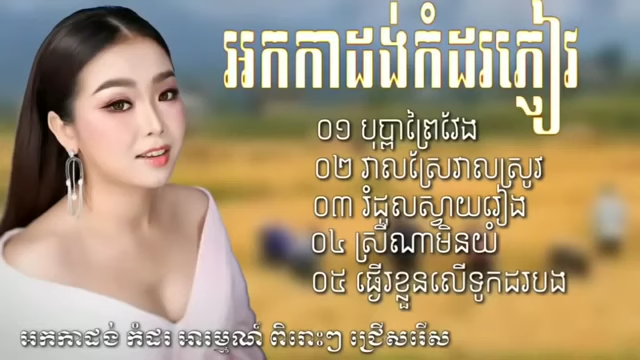 អកកាដង់កំដរភ្ញៀវ
០១ បុប្ផាព្រៃវែង
០២ វាលស្រែវាលស្រូវ
០៣ រំដួលស្វាយរៀង
០៤ ស្រីណាមិនយំ
០៥ ផ្ញើរខ្លួនលើទូកដរបង
អកកាដង់ កំដរ អារម្មណ៍ ពិរោះៗ ជ្រើសរើស